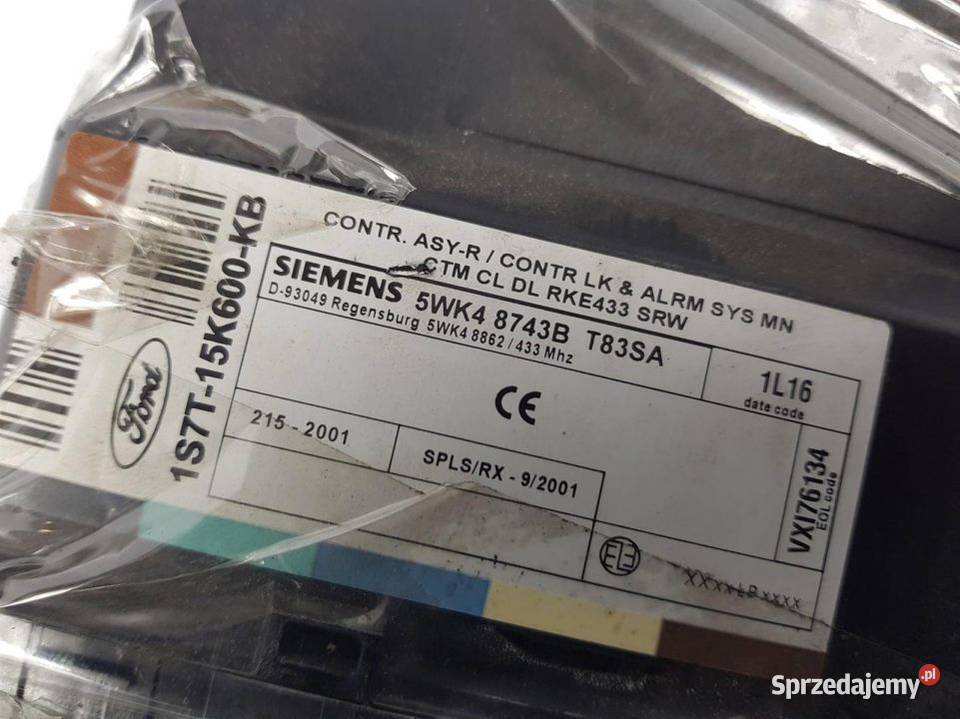 Ford
1S7T-15K600-KB
CONTR. ASY-R / CONTR LK & ALRM SYS MN
CTM CL DL RKE433 SRW
SIEMENS 5WK4 8743B T83SA
D-93049 Regensburg 5WK4 8862 / 433 Mhz
1L16
date code
CE
215 - 2001
SPLS/RX - 9/2001
VXI76134
EOL code
XXXXLPXXXX
Sprzedajemy.pl